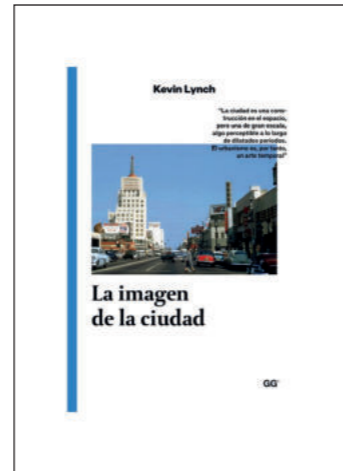 Kevin Lynch
"La ciudad es una cons-
trucción en el espacio,
pero una de gran escala,
algo perceptible a lo largo
de dilatados períodos.
El urbanismo es, por tanto,
un arte temporal"
La imagen
de la ciudad
GG